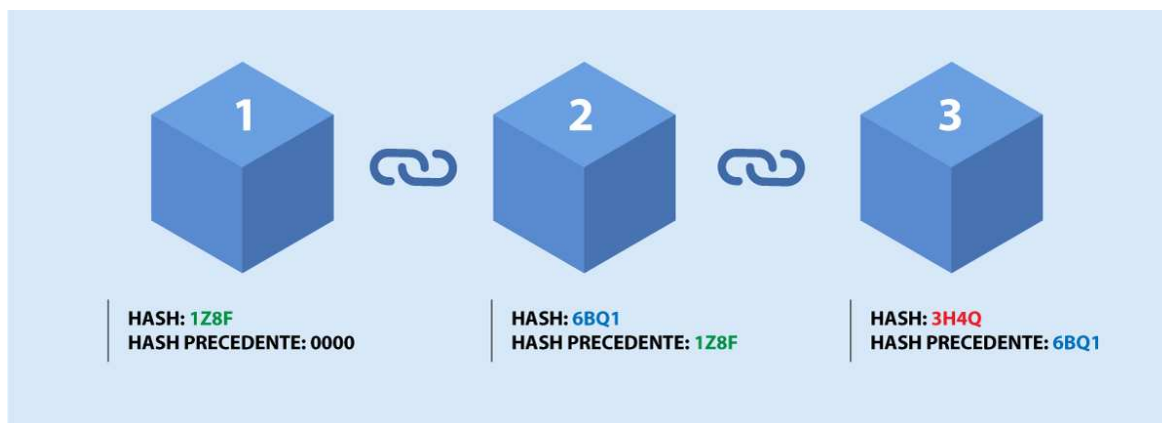 1
2
3
HASH: 1Z8F
HASH PRECEDENTE: 0000
HASH: 6BQ1
HASH PRECEDENTE: 1Z8F
HASH: 3H4Q
HASH PRECEDENTE: 6BQ1